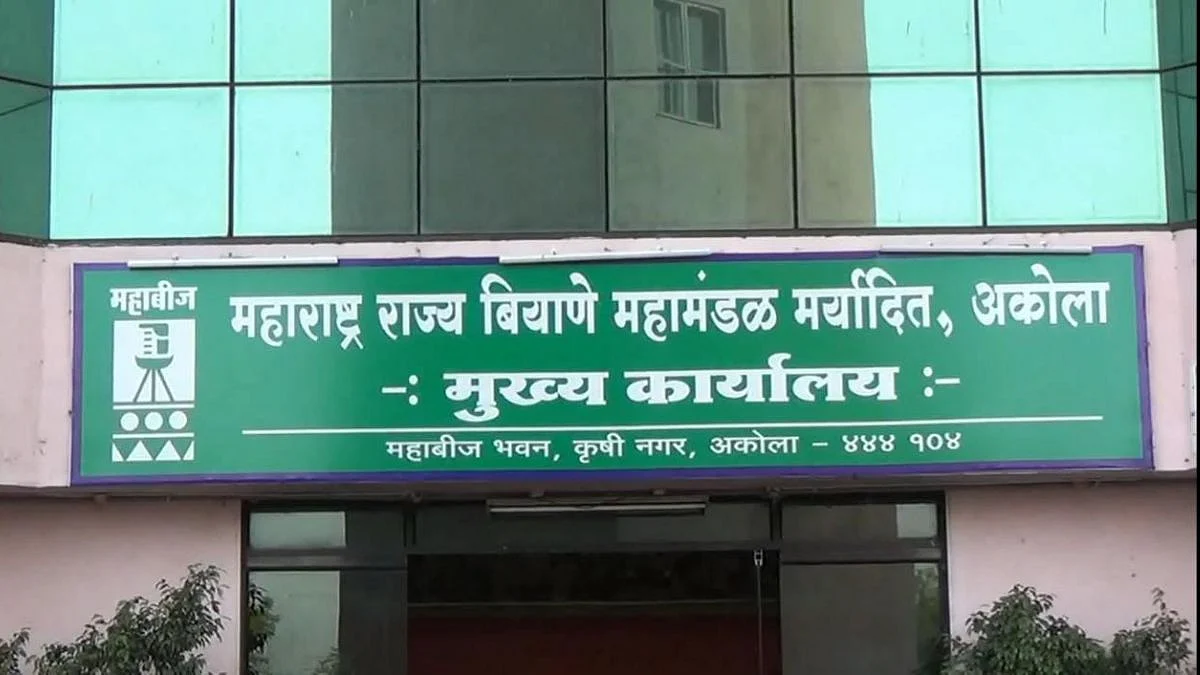 महाबीज
महाराष्ट्र राज्य बियाणे महामंडळ मर्यादित, अकोला
-: मुख्य कार्यालय :-
महाबीज भवन, कृषी नगर, अकोला - ४४४ १०४